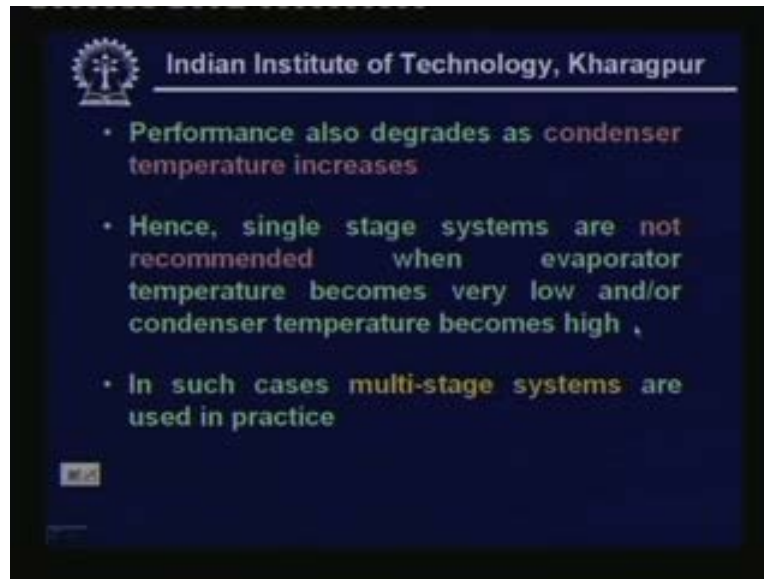 Indian Institute of Technology, Kharagpur
• Performance also degrades as condenser
temperature increases
• Hence, single stage systems are not
recommended when evaporator
temperature becomes very low and/or
condenser temperature becomes high
• In such cases multi-stage systems are
used in practice